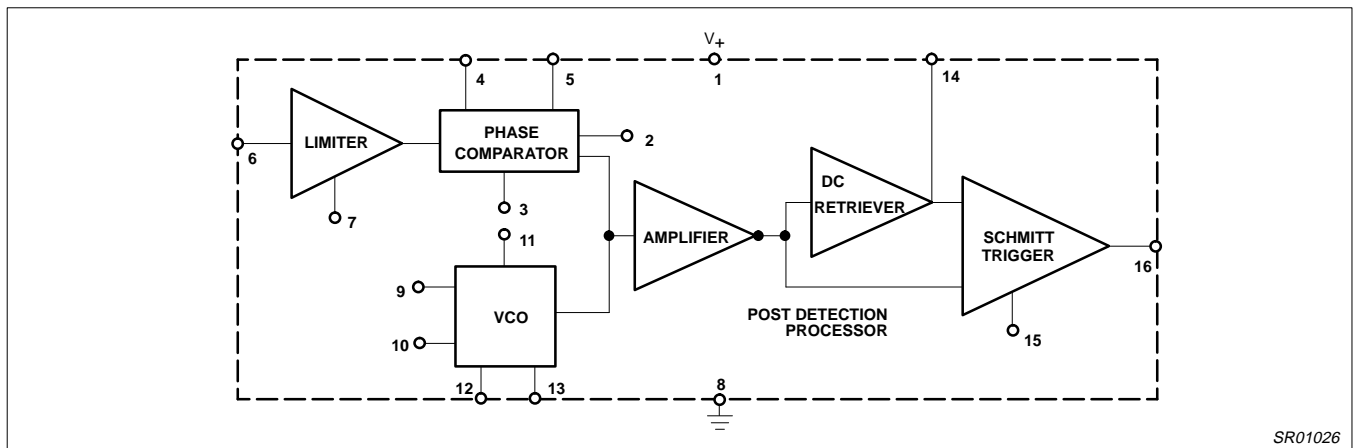 V+
4
5
1
14
6
LIMITER
PHASE
COMPARATOR
2
7
3
11
DC
RETRIEVER
AMPLIFIER
SCHMITT
TRIGGER
16
9
VCO
10
POST DETECTION
PROCESSOR
15
12
13
8
SR01026